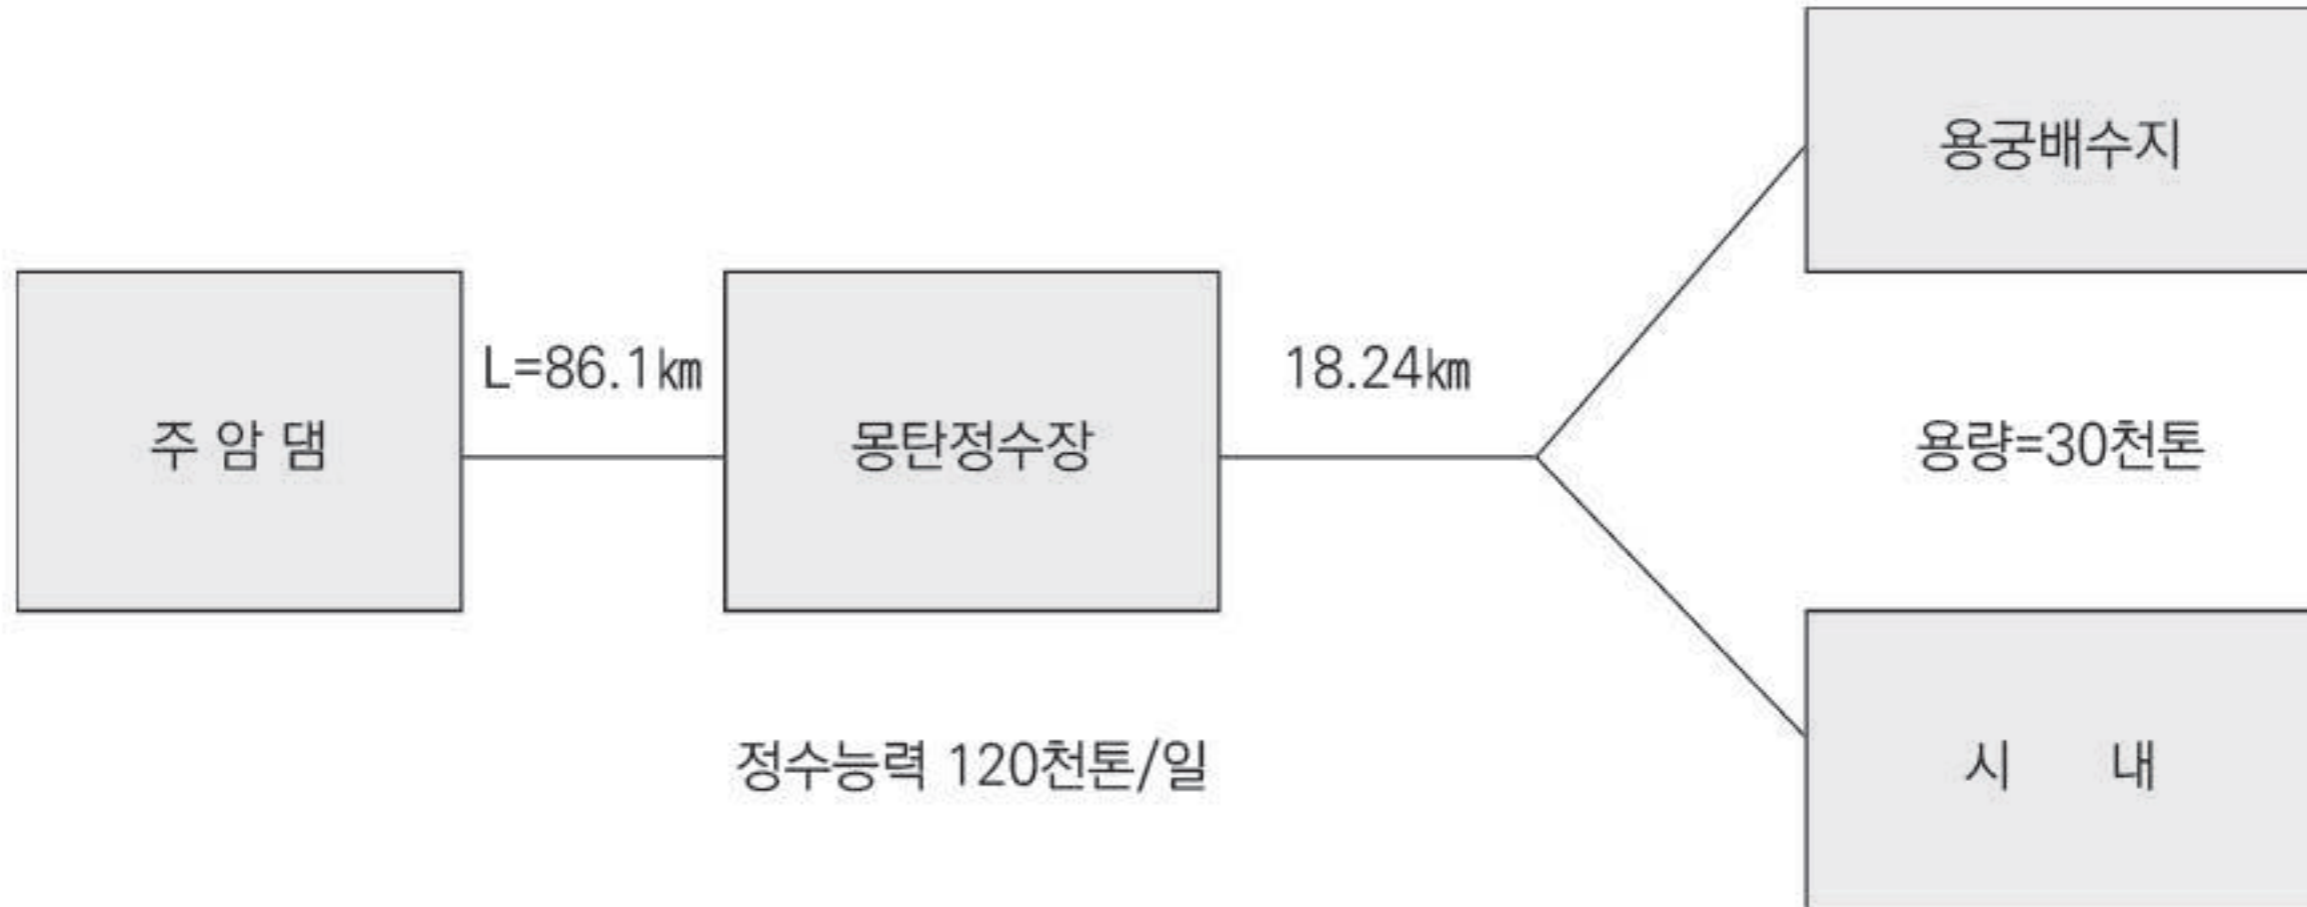 용궁배수지
L=86.1㎞
18.24㎞
주 암 댐
몽탄정수장
용량=30천톤
정수능력 120천톤/일
시 내